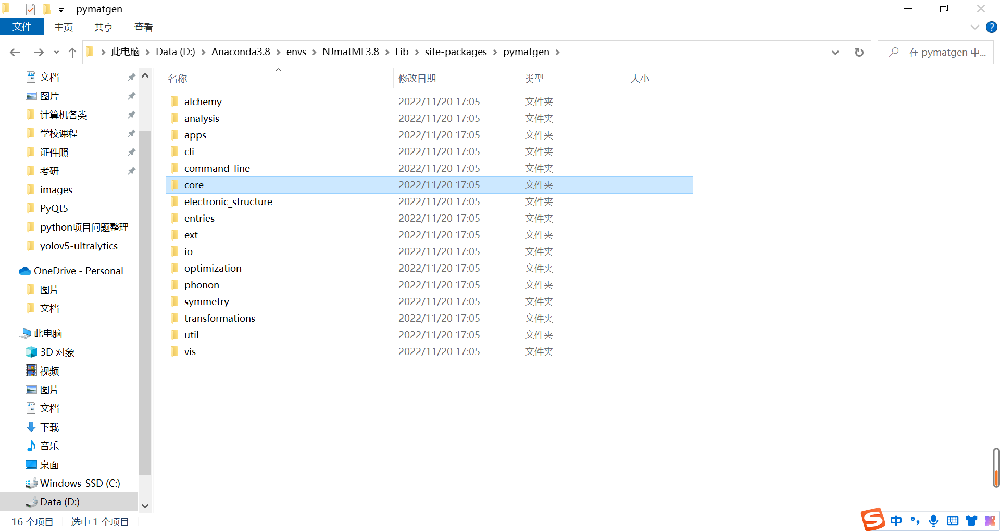 pymatgen
文件 主页 共享 查看
此电脑 Data (D:) Anaconda3.8 envs NJmatML3.8 Lib site-packages pymatgen
在 pymatgen 中...
文档
图片
计算机各类
学校课程
证件照
考研
images
PyQt5
python项目问题整理
yolov5-ultralytics
OneDrive - Personal
图片
文档
此电脑
3D 对象
视频
图片
文档
下载
音乐
桌面
Windows-SSD (C:)
Data (D:)
名称 修改日期 类型 大小
alchemy 2022/11/20 17:05 文件夹
analysis 2022/11/20 17:05 文件夹
apps 2022/11/20 17:05 文件夹
cli 2022/11/20 17:05 文件夹
command_line 2022/11/20 17:05 文件夹
core 2022/11/20 17:05 文件夹
electronic_structure 2022/11/20 17:05 文件夹
entries 2022/11/20 17:05 文件夹
ext 2022/11/20 17:05 文件夹
io 2022/11/20 17:05 文件夹
optimization 2022/11/20 17:05 文件夹
phonon 2022/11/20 17:05 文件夹
symmetry 2022/11/20 17:05 文件夹
transformations 2022/11/20 17:05 文件夹
util 2022/11/20 17:05 文件夹
vis 2022/11/20 17:05 文件夹
16 个项目 选中 1 个项目
中